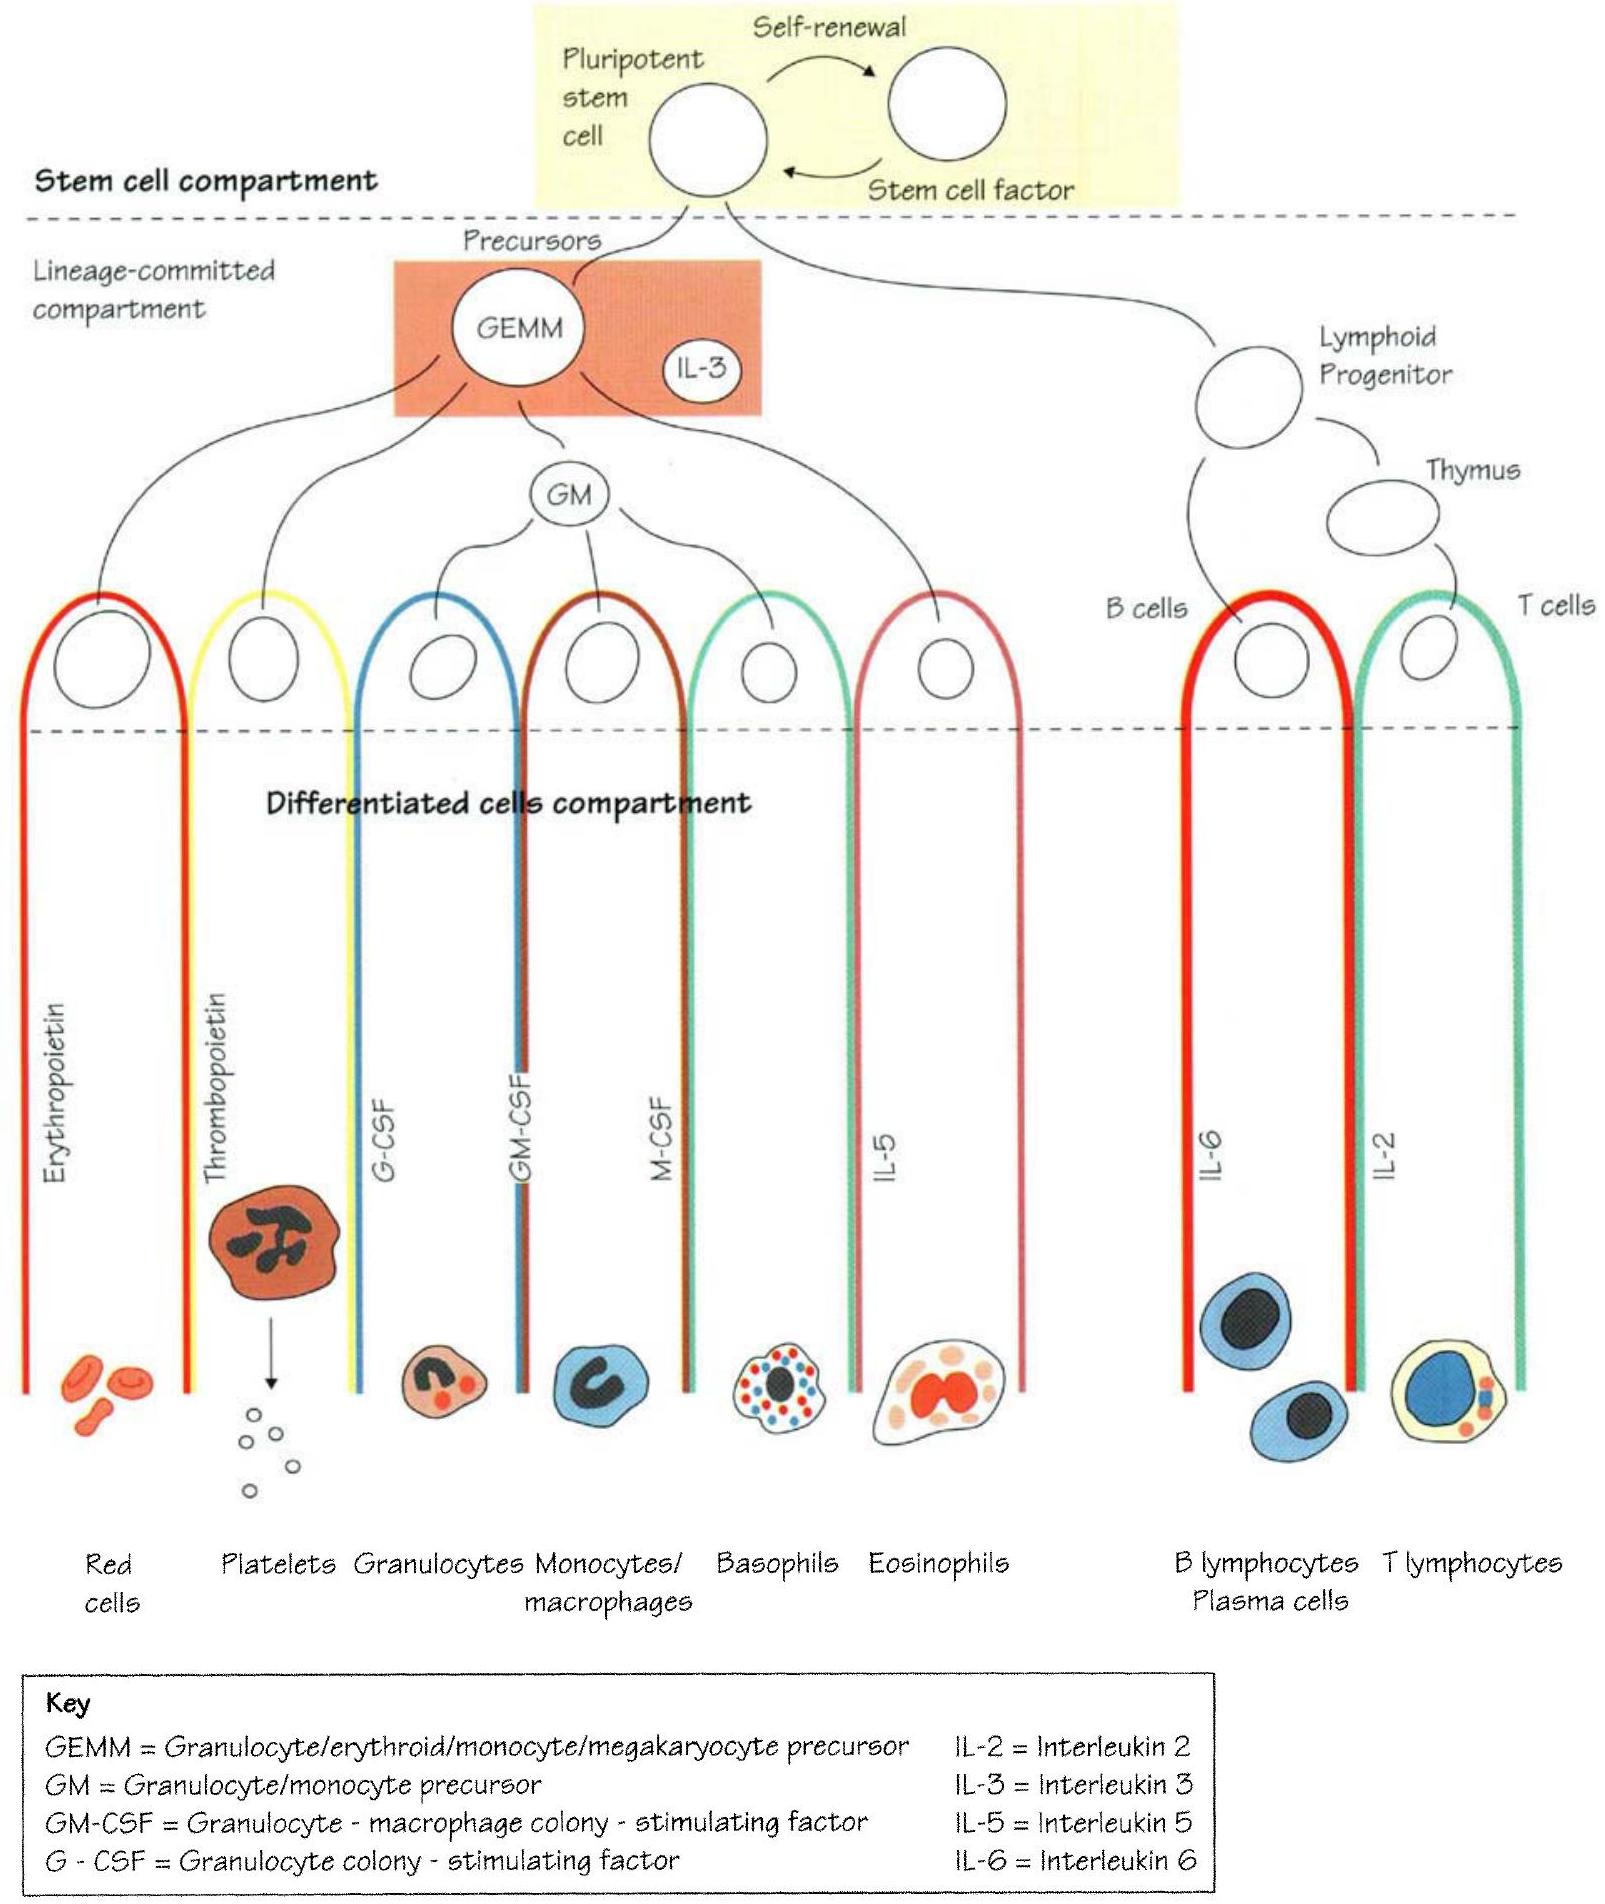 Self-renewal
Pluripotent
stem
cell
Stem cell factor
Stem cell compartment
Precursors
Lineage-committed
compartment
GEMM
IL-3
Lymphoid
Progenitor
GM
Thymus
B cells
T cells
Differentiated cells compartment
Erythropoietin
Thrombopoietin
G-CSF
GM-CSF
M-CSF
IL-5
IL-6
IL-2
Red
cells
Platelets
Granulocytes
Monocytes/
macrophages
Basophils
Eosinophils
B lymphocytes
Plasma cells
T lymphocytes
Key
GEMM = Granulocyte/erythroid/monocyte/megakaryocyte precursor
GM = Granulocyte/monocyte precursor
GM-CSF = Granulocyte - macrophage colony - stimulating factor
G - CSF = Granulocyte colony - stimulating factor
IL-2 = Interleukin 2
IL-3 = Interleukin 3
IL-5 = Interleukin 5
IL-6 = Interleukin 6